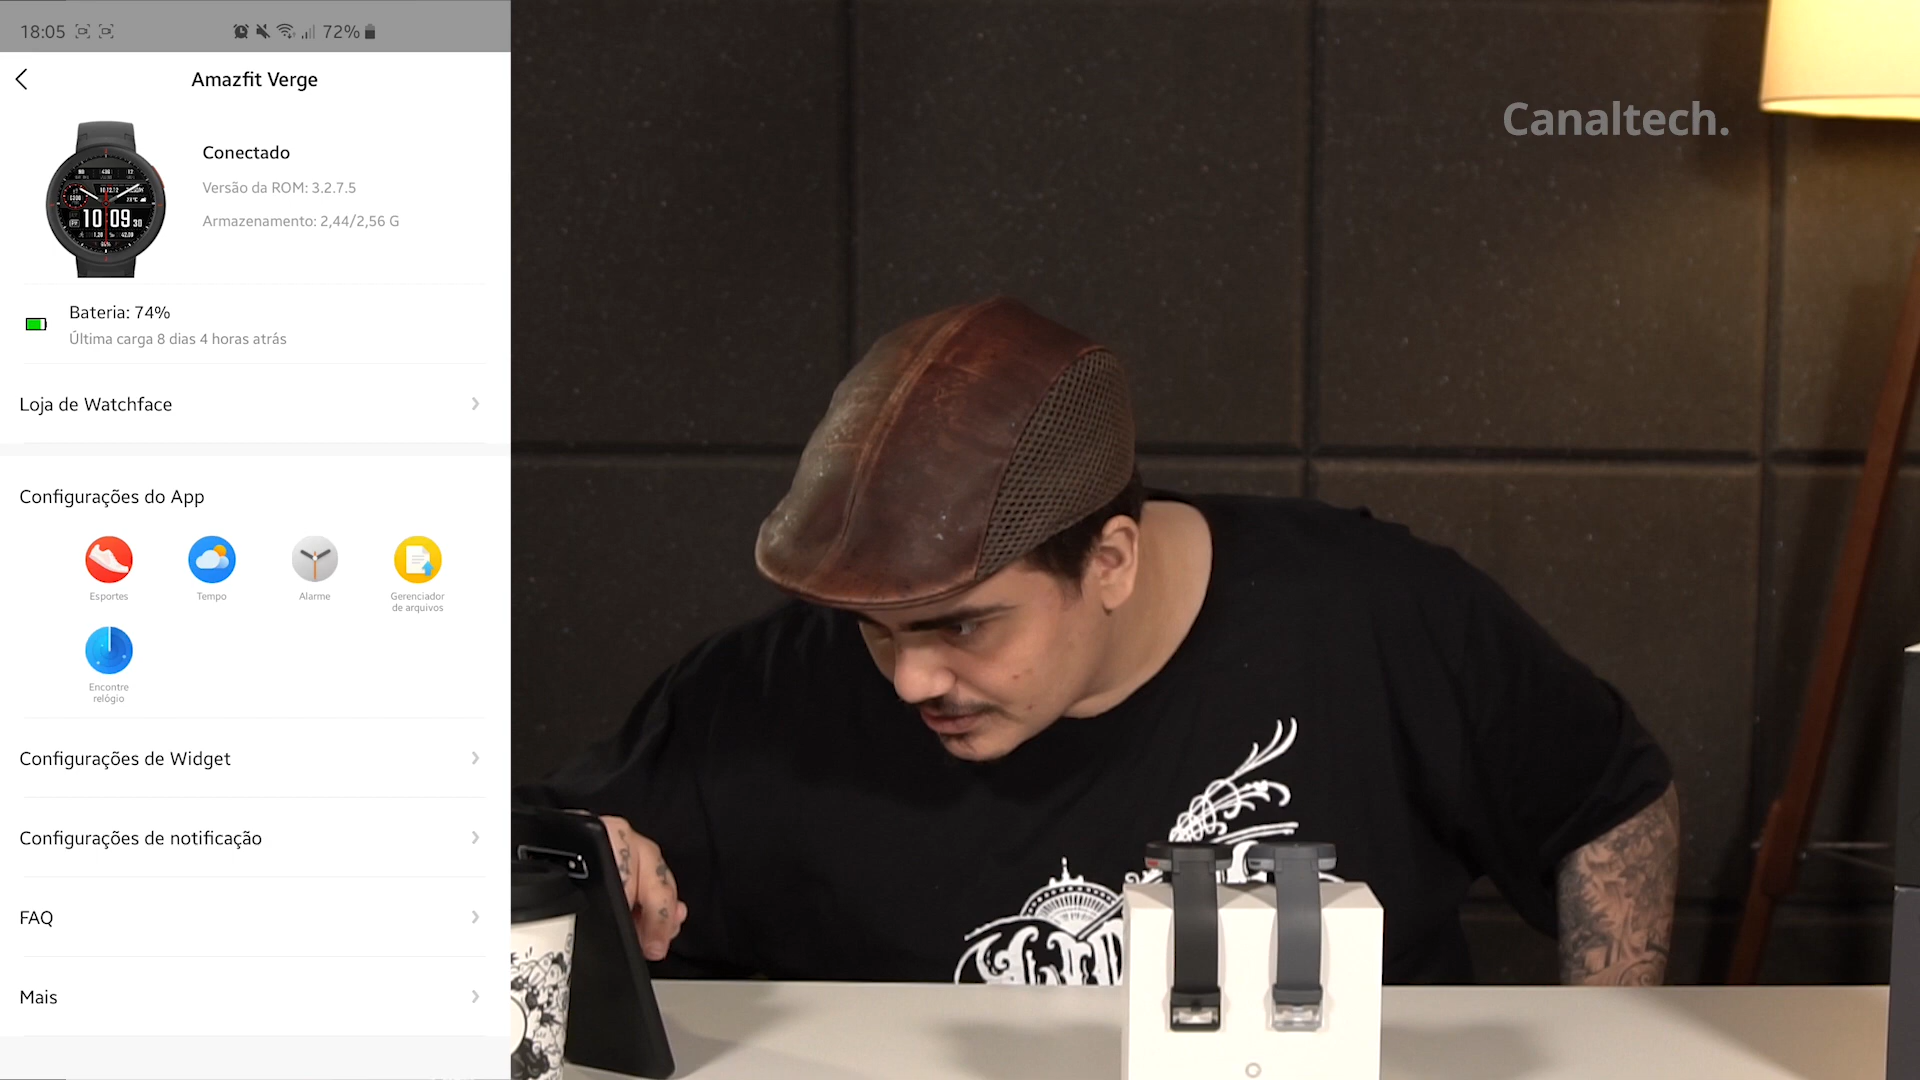 18:05
72%
Amazfit Verge
Conectado
Versão da ROM: 3.2.7.5
Armazenamento: 2,44/2,56 G
Bateria: 74%
Última carga 8 dias 4 horas atrás
Loja de Watchface
Configurações do App
Esportes
Tempo
Alarme
Gerenciador
de arquivos
Encontre
relógio
Configurações de Widget
Configurações de notificação
FAQ
Mais
Canaltech.
10 09 30